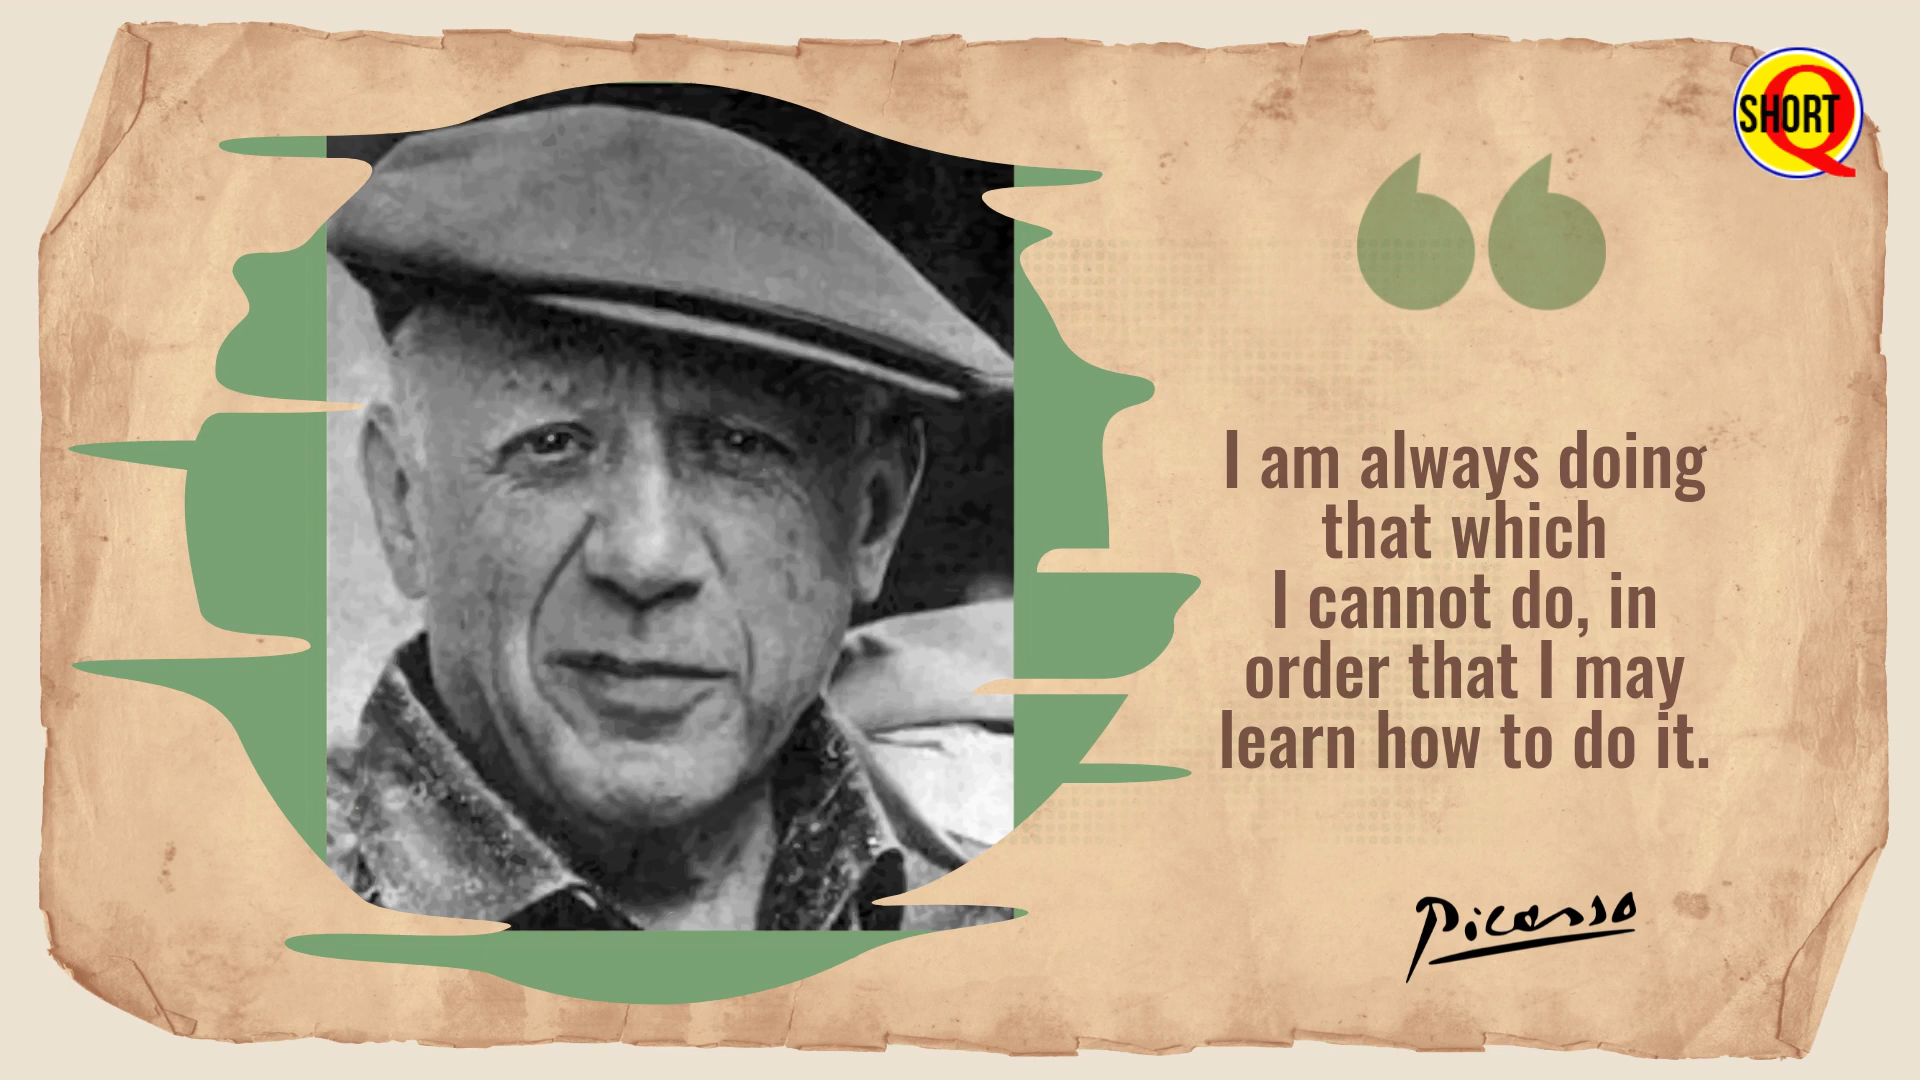 SHORT Q
I am always doing
that which
I cannot do, in
order that I may
learn how to do it.
Picasso